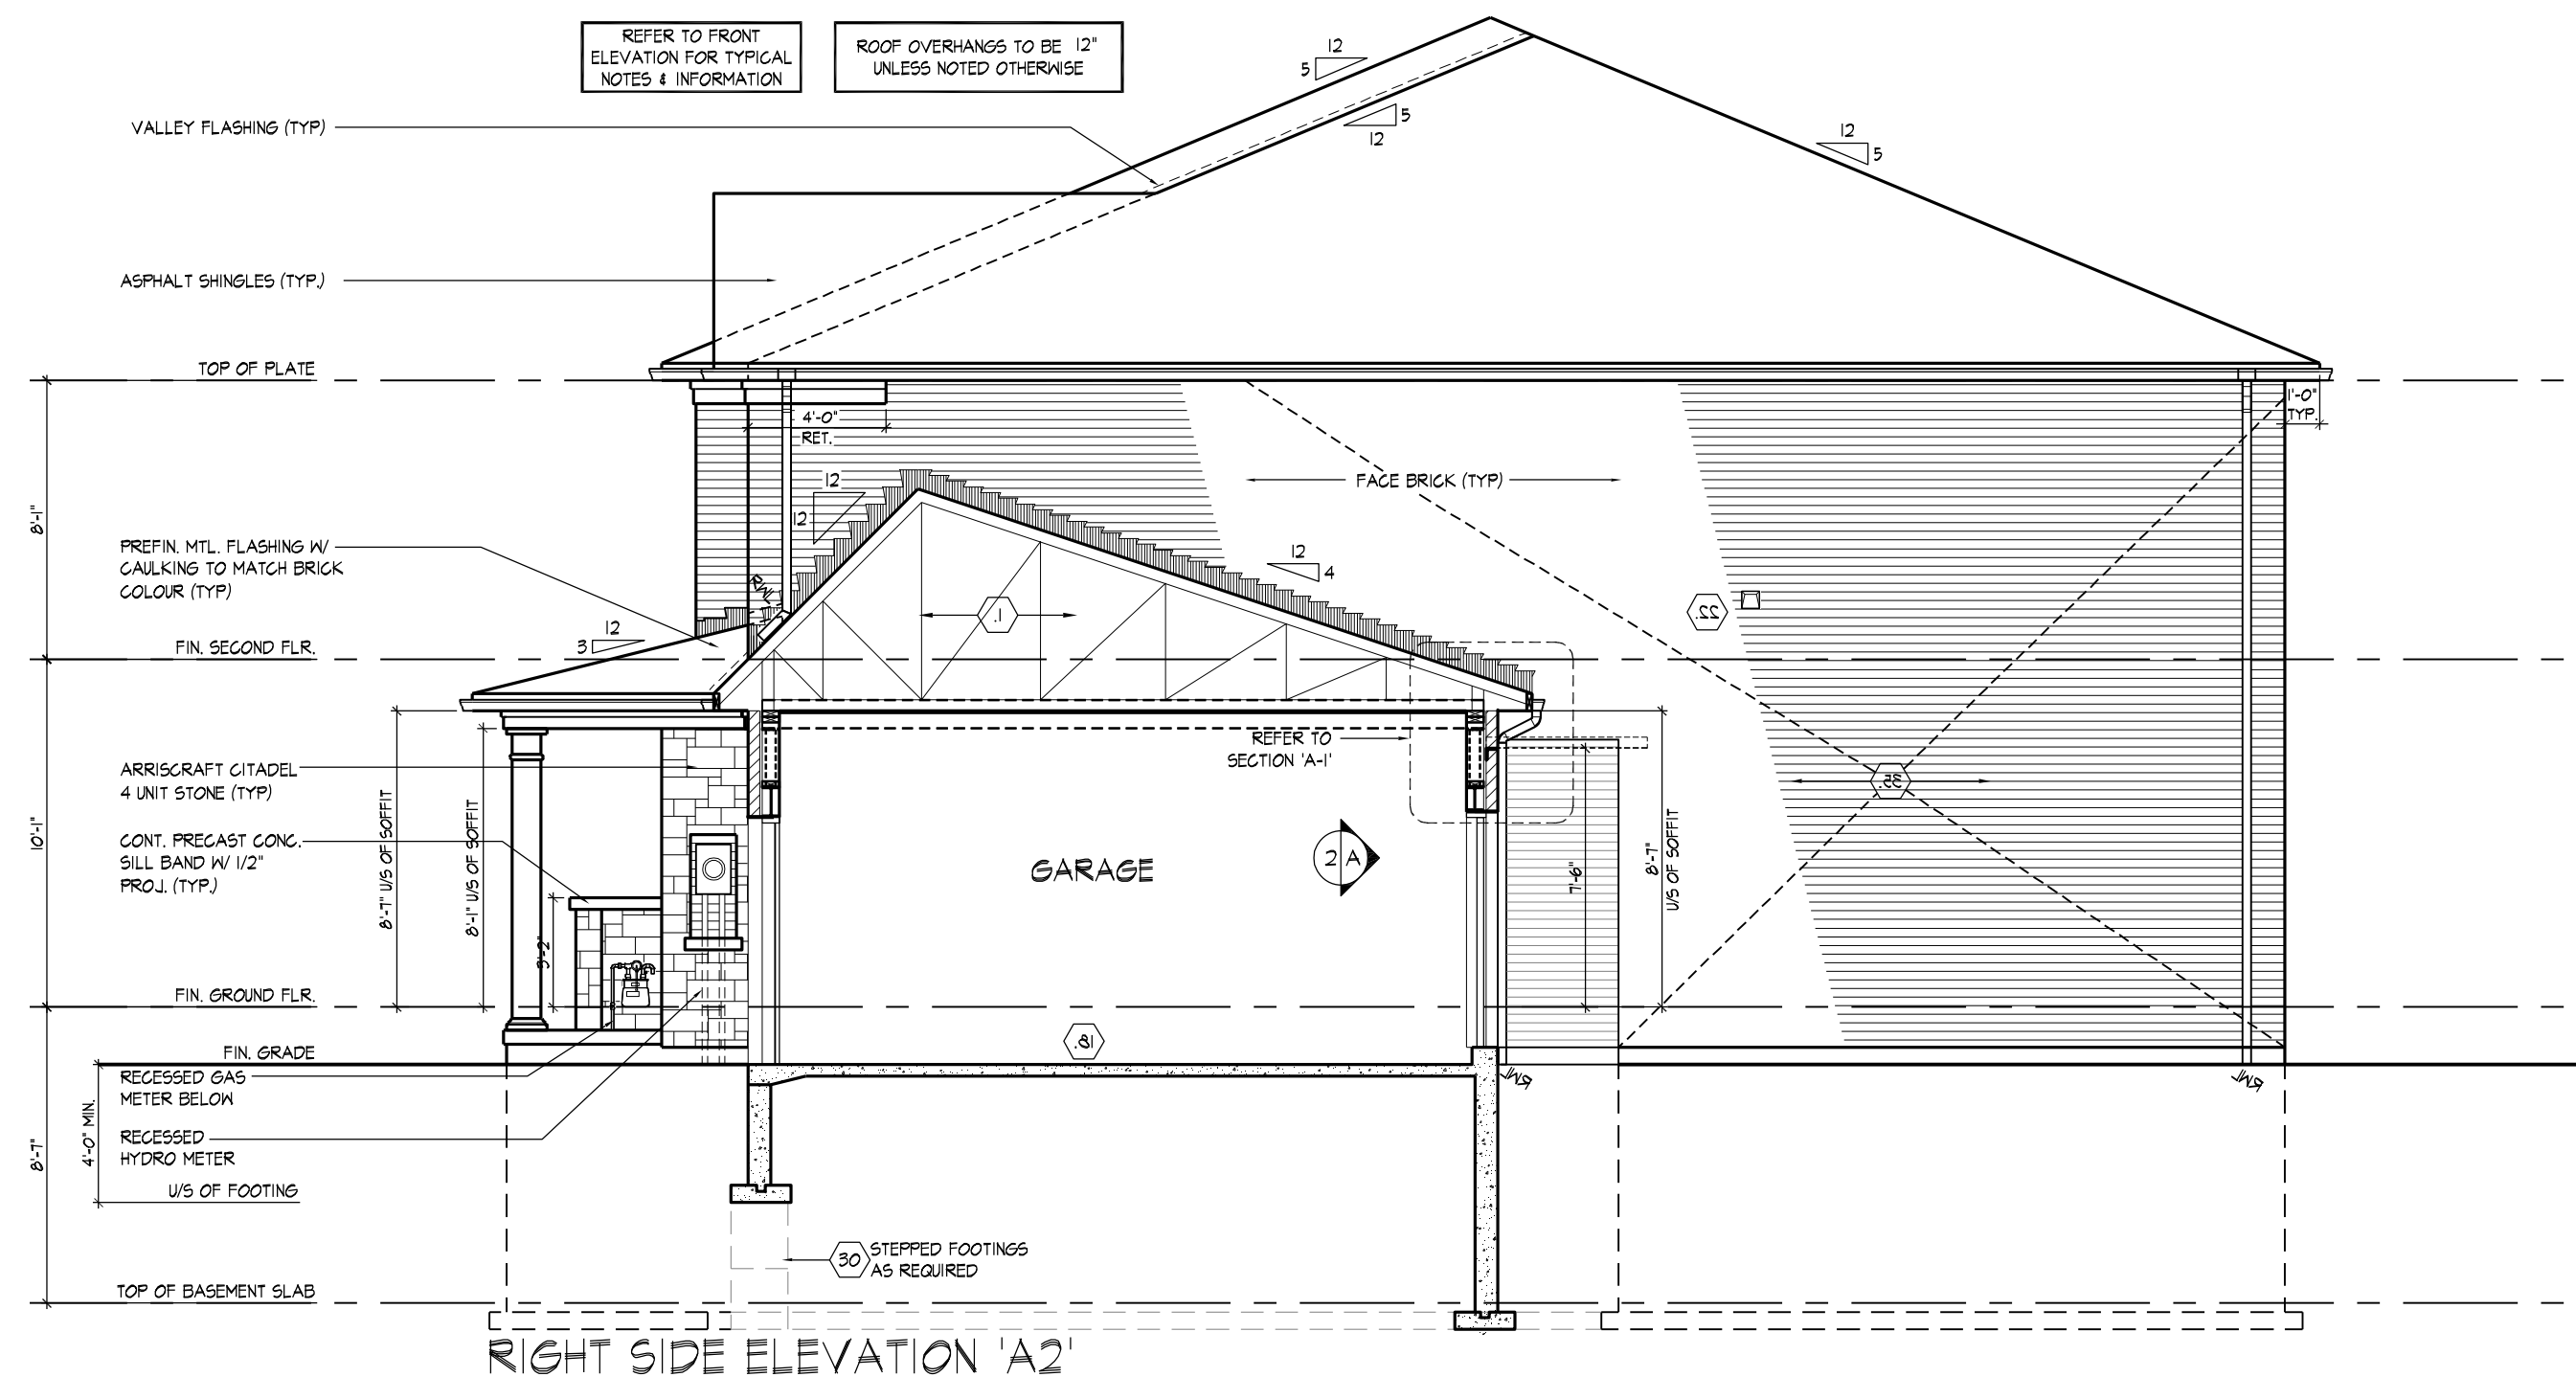 REFER TO FRONT
ELEVATION FOR TYPICAL
NOTES & INFORMATION
ROOF OVERHANGS TO BE 12"
UNLESS NOTED OTHERWISE
12
5
5
12
12
5
VALLEY FLASHING (TYP)
ASPHALT SHINGLES (TYP.)
TOP OF PLATE
4'-0"
RET.
1'-0"
TYP.
8'-1"
12
12
FACE BRICK (TYP)
PREFIN. MTL. FLASHING W/
CAULKING TO MATCH BRICK
COLOUR (TYP)
RWL
12
4
1.
22.
12
3
FIN. SECOND FLR.
REFER TO
SECTION 'A-1'
ARRISCRAFT CITADEL
4 UNIT STONE (TYP)
35.
10'-1"
8'-7" U/S OF SOFFIT
8'-1" U/S OF SOFFIT
CONT. PRECAST CONC.
SILL BAND W/ 1/2"
PROJ. (TYP.)
GARAGE
2 A
7'-6"
8'-7"
U/S OF SOFFIT
3'-2"
FIN. GROUND FLR.
18.
FIN. GRADE
RECESSED GAS
METER BELOW
RWL
RWL
4'-0" MIN.
8'-7"
RECESSED
HYDRO METER
U/S OF FOOTING
30 STEPPED FOOTINGS
AS REQUIRED
TOP OF BASEMENT SLAB
RIGHT SIDE ELEVATION 'A2'